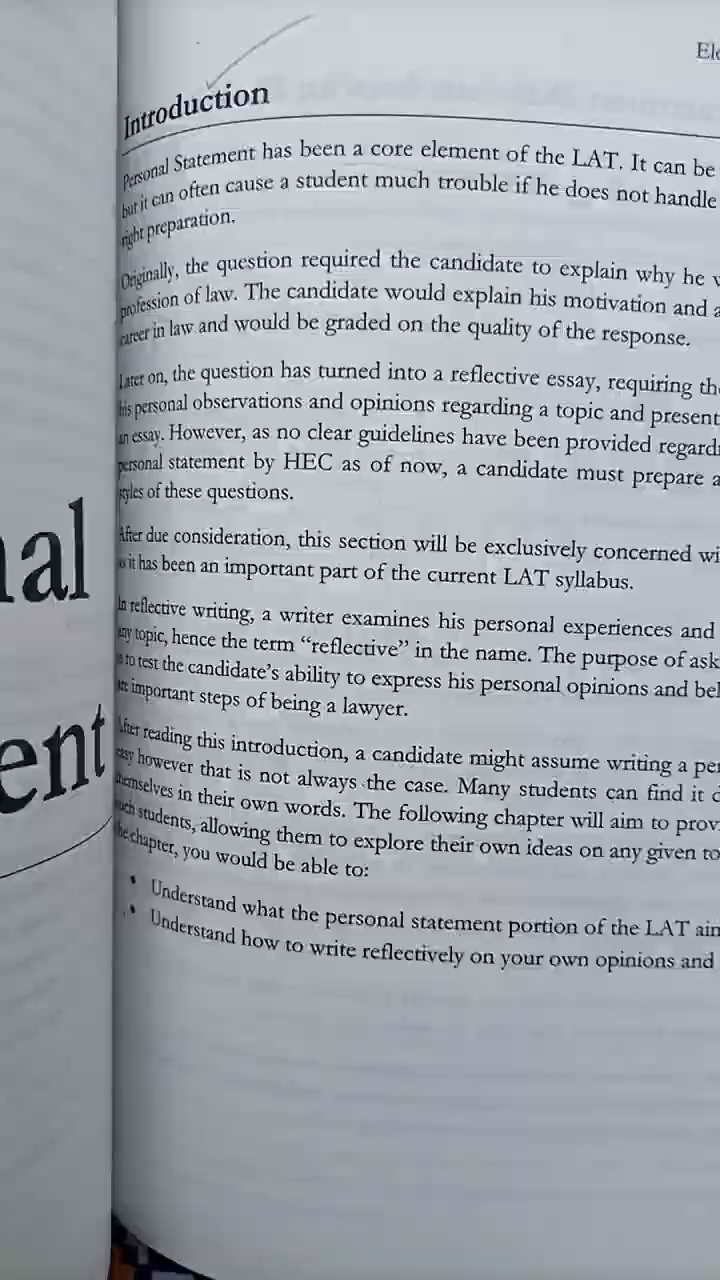 Ele
Introduction
Personal Statement has been a core element of the LAT. It can be
but it can often cause a student much trouble if he does not handle
right preparation.
Originally, the question required the candidate to explain why he
profession of law. The candidate would explain his motivation and a
career in law and would be graded on the quality of the response.
Later on, the question has turned into a reflective essay, requiring the
his personal observations and opinions regarding a topic and present
an essay. However, as no clear guidelines have been provided regardi
personal statement by HEC as of now, a candidate must prepare a
styles of these questions.
After due consideration, this section will be exclusively concerned wi
as it has been an important part of the current LAT syllabus.
In reflective writing, a writer examines his personal experiences and
any topic, hence the term “reflective” in the name. The purpose of ask
is to test the candidate’s ability to express his personal opinions and bel
are important steps of being a lawyer.
After reading this introduction, a candidate might assume writing a per
easy however that is not always the case. Many students can find it d
themselves in their own words. The following chapter will aim to prov
such students, allowing them to explore their own ideas on any given to
the chapter, you would be able to:
• Understand what the personal statement portion of the LAT aim
• Understand how to write reflectively on your own opinions and
nal
ent